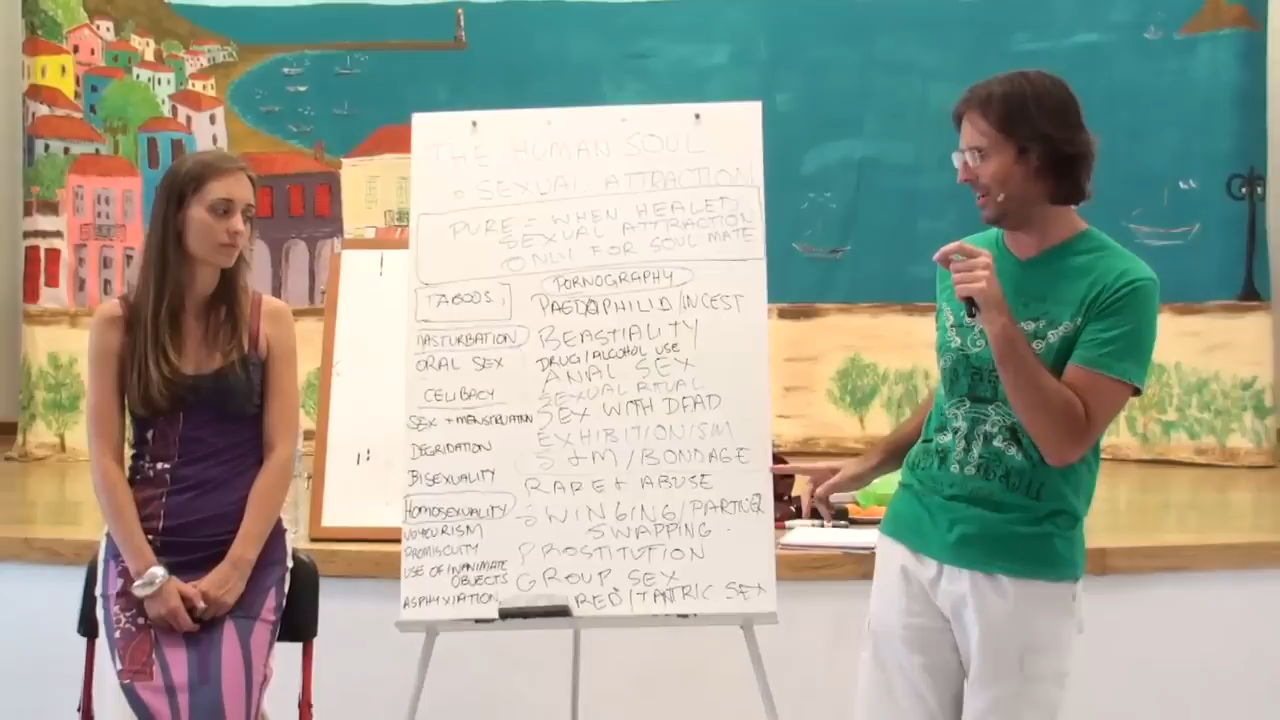 THE HUMAN SOUL
SEXUAL ATTRACTION
PURE = WHEN HEALED
SEXUAL ATTRACTION
ONLY FOR SOUL MATE
TABOOS,
MASTURBATION
ORAL SEX
CELIBACY
SEX + MENSTRUATION
DEGRIDATION
BISEXUALITY
HOMOSEXUALITY
VOYEURISM
PROMISCUITY
USE OF INANIMATE
OBJECTS
ASPHYXIATION
PORNOGRAPHY
PAEDOPHILIA/INCEST
BEASTIALITY
DRUG/ALCOHOL USE
ANAL SEX
SEXUAL RITUAL
SEX WITH DEAD
EXHIBITIONISM
S+M/BONDAGE
RAPE + ABUSE
SWINGING/PARTNER
SWAPPING
PROSTITUTION
GROUP SEX
TANTRIC SEX